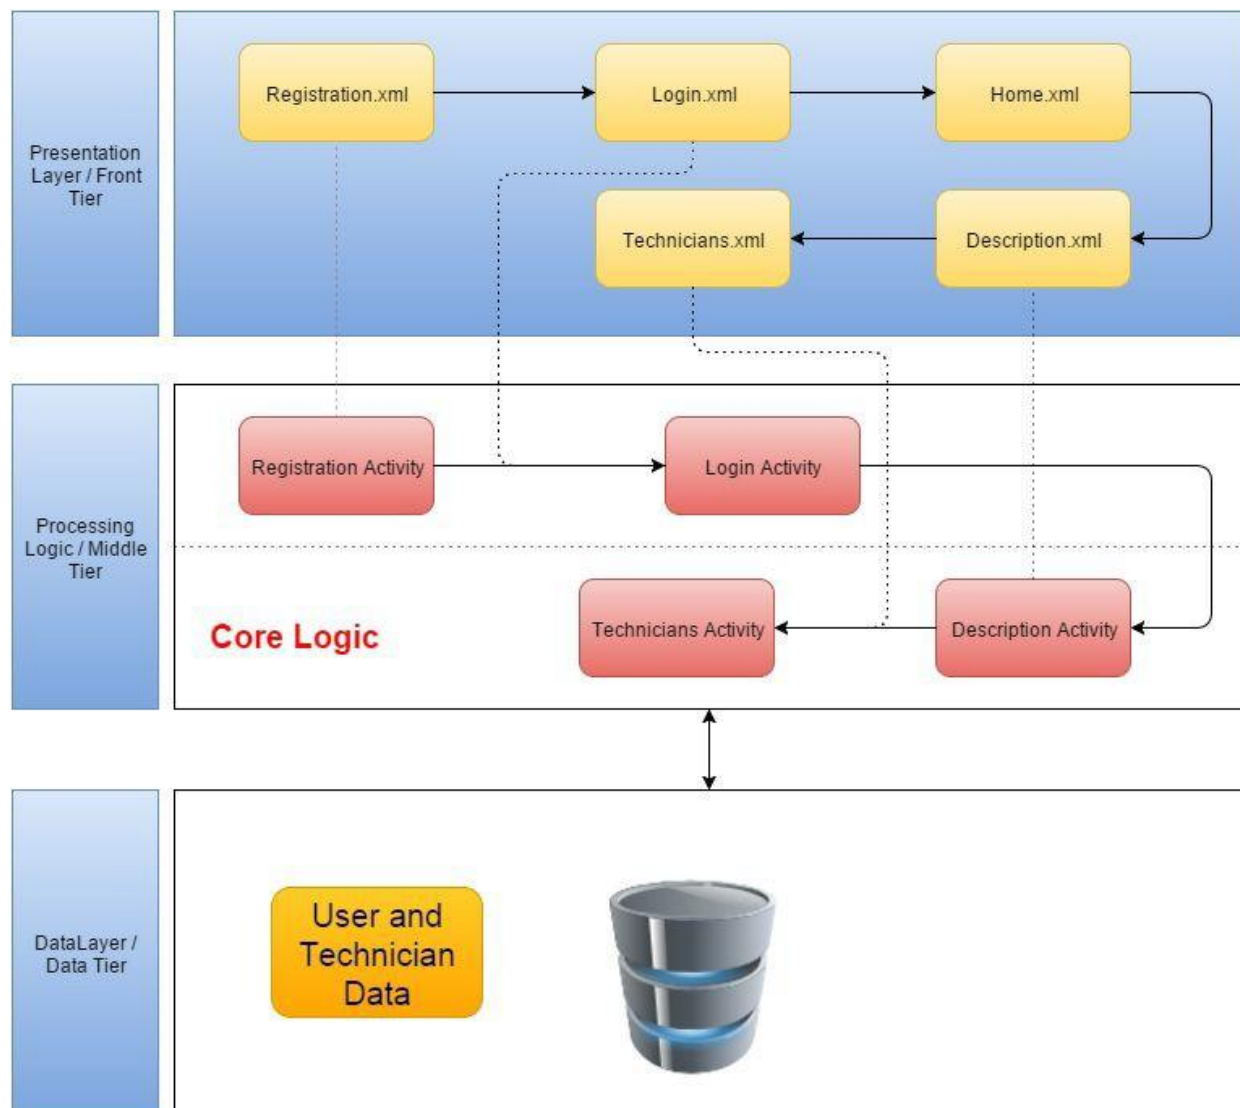 Registration.xml
Login.xml
Home.xml
Presentation
Layer / Front
Tier
Technicians.xml
Description.xml
Registration Activity
Login Activity
Processing
Logic / Middle
Tier
Core Logic
Technicians Activity
Description Activity
DataLayer /
Data Tier
User and
Technician
Data